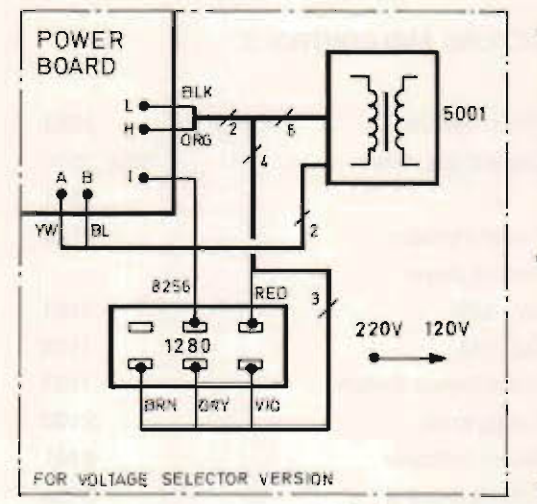 POWER
BOARD
L
BLK
H
ORG
2
6
5001
4
A B
I
YW
BL
2
8256
RED
3
1280
220V 120V
BRN
GRY
VIO
FOR VOLTAGE SELECTOR VERSION